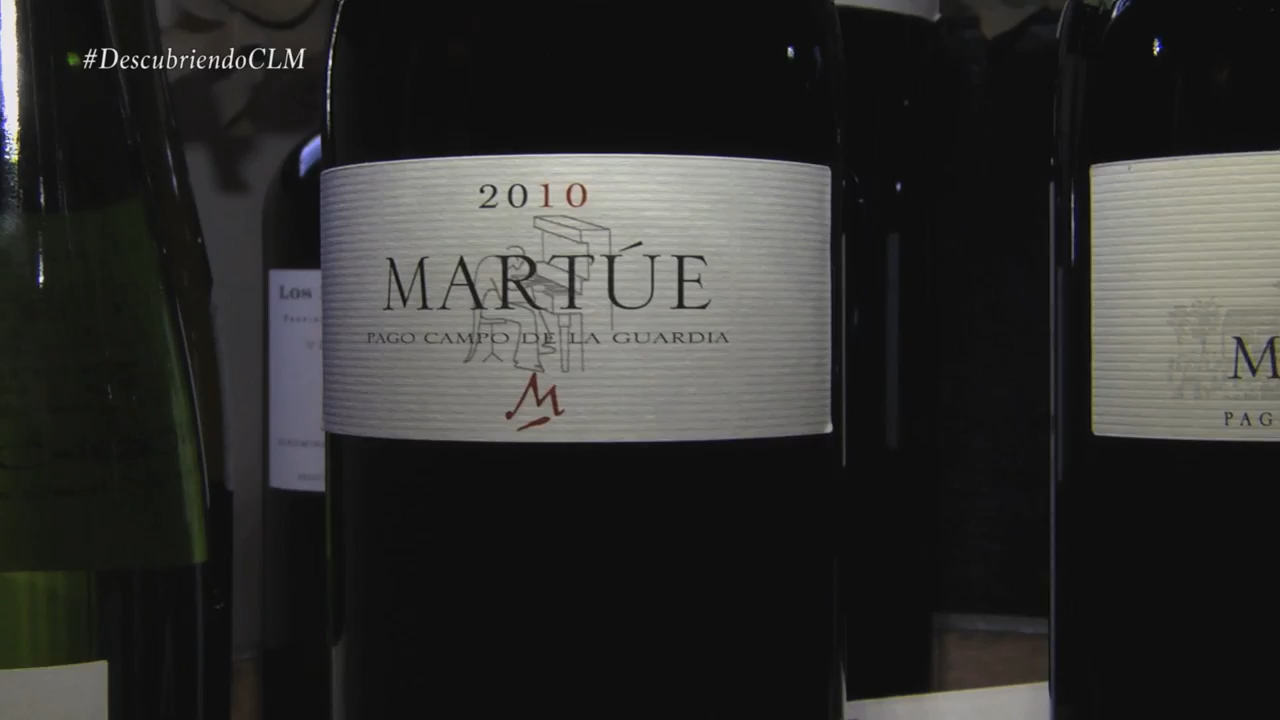 #DescubriendoCLM
2010
MARTÚE
PAGO CAMPO DE LA GUARDIA
M
Los
M
PAG